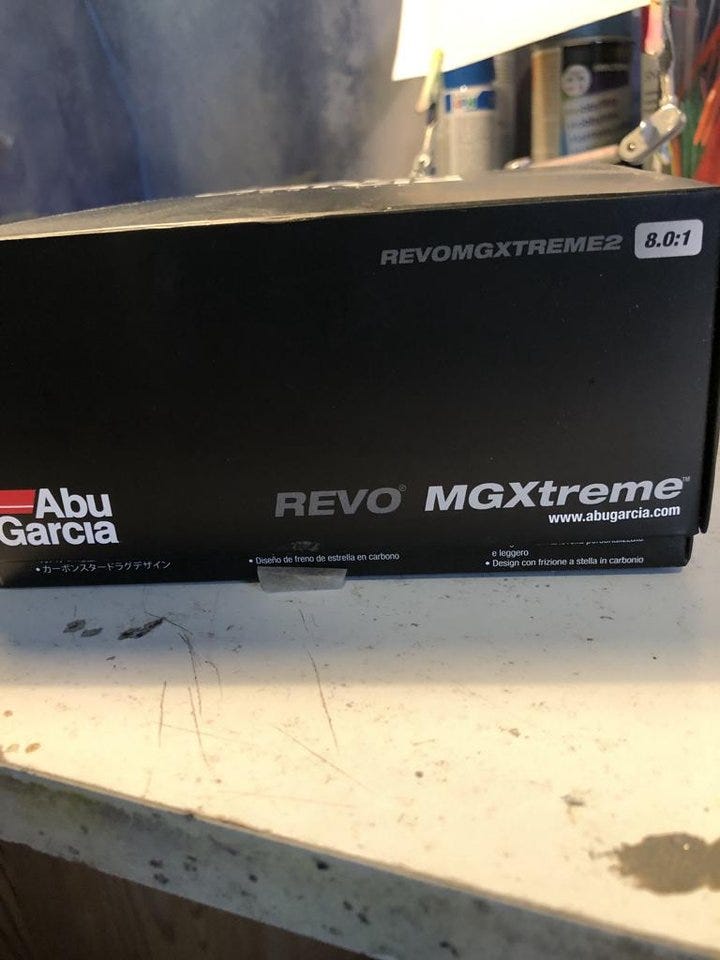 REVOMGXTREME2 8.0:1
Abu
Garcia
REVO® MGXtreme™
www.abugarcia.com
•カーボンスタードラグデザイン
• Diseño de freno de estrella en carbono
e leggero
• Design con frizione a stella in carbonio